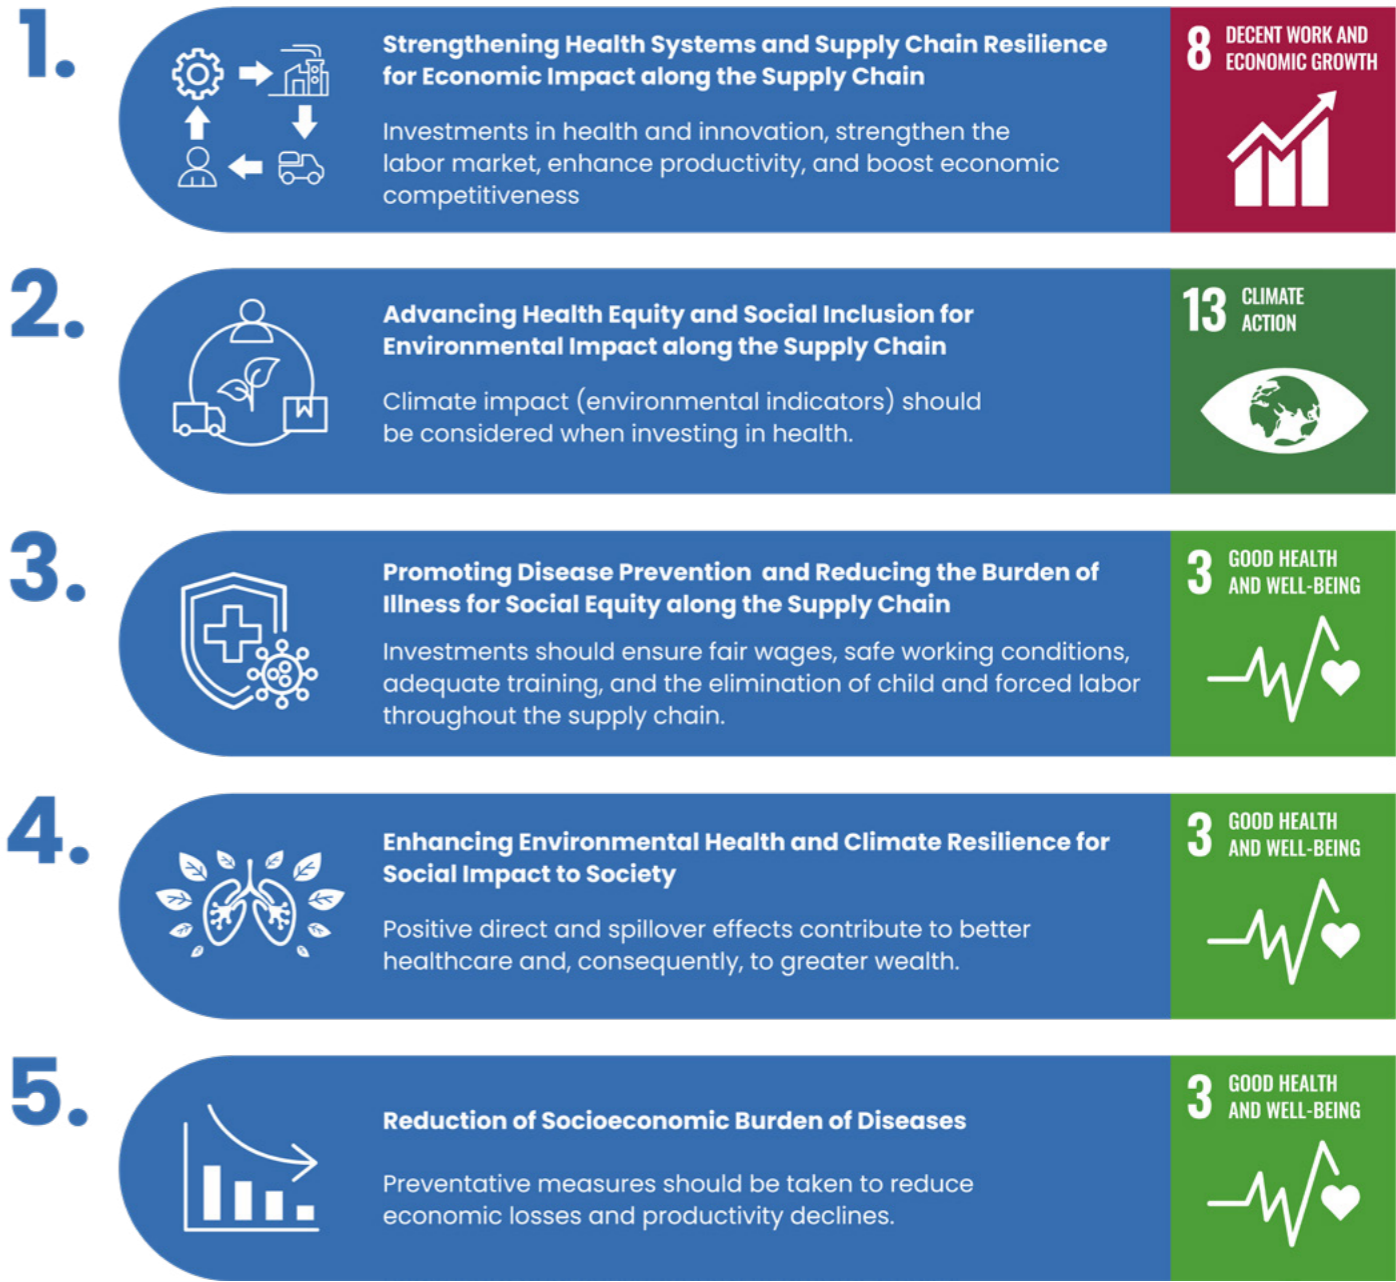 1.
Strengthening Health Systems and Supply Chain Resilience
for Economic Impact along the Supply Chain
Investments in health and innovation, strengthen the
labor market, enhance productivity, and boost economic
competitiveness
8 DECENT WORK AND
ECONOMIC GROWTH
2.
Advancing Health Equity and Social Inclusion for
Environmental Impact along the Supply Chain
Climate impact (environmental indicators) should
be considered when investing in health.
13 CLIMATE
ACTION
3.
Promoting Disease Prevention and Reducing the Burden of
Illness for Social Equity along the Supply Chain
Investments should ensure fair wages, safe working conditions,
adequate training, and the elimination of child and forced labor
throughout the supply chain.
3 GOOD HEALTH
AND WELL-BEING
4.
Enhancing Environmental Health and Climate Resilience for
Social Impact to Society
Positive direct and spillover effects contribute to better
healthcare and, consequently, to greater wealth.
3 GOOD HEALTH
AND WELL-BEING
5.
Reduction of Socioeconomic Burden of Diseases
Preventative measures should be taken to reduce
economic losses and productivity declines.
3 GOOD HEALTH
AND WELL-BEING